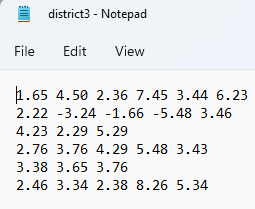 district3 - Notepad
File Edit View
1.65 4.50 2.36 7.45 3.44 6.23
2.22 -3.24 -1.66 -5.48 3.46
4.23 2.29 5.29
2.76 3.76 4.29 5.48 3.43
3.38 3.65 3.76
2.46 3.34 2.38 8.26 5.34